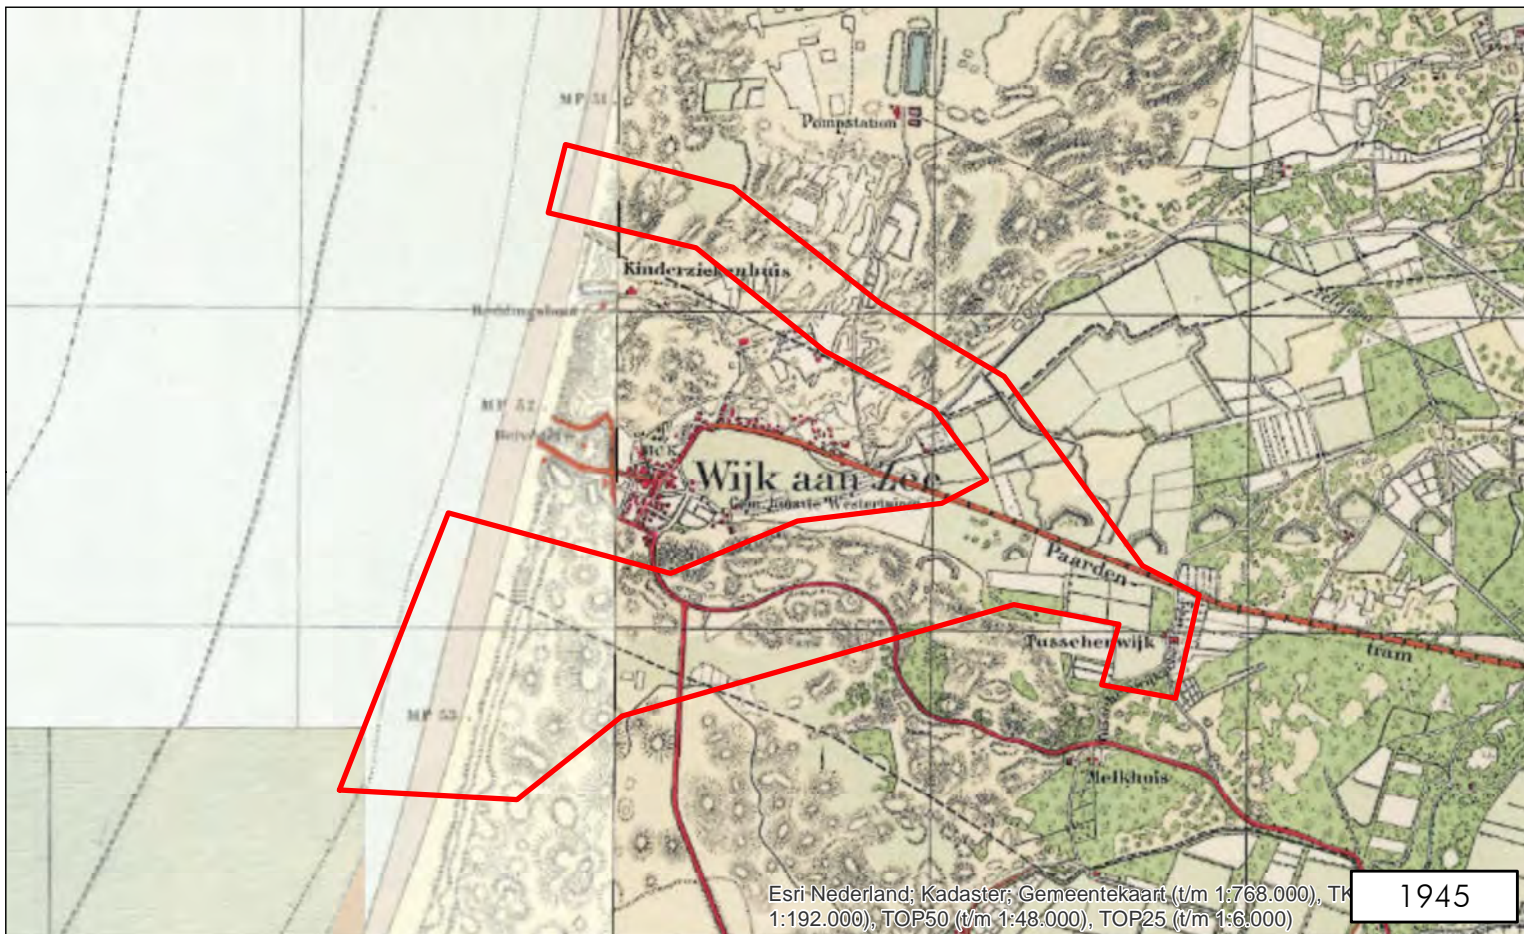 MP 51
Pompstation
Kinderziekenhuis
MP 52
Wijk aan Zee
Paarden-
Tusschenwijk
tram
MP 53
Melkhuis
Esri Nederland; Kadaster; Gemeentekaart (t/m 1:768.000), TK
1:192.000), TOP50 (t/m 1:48.000), TOP25 (t/m 1:6.000)
1945